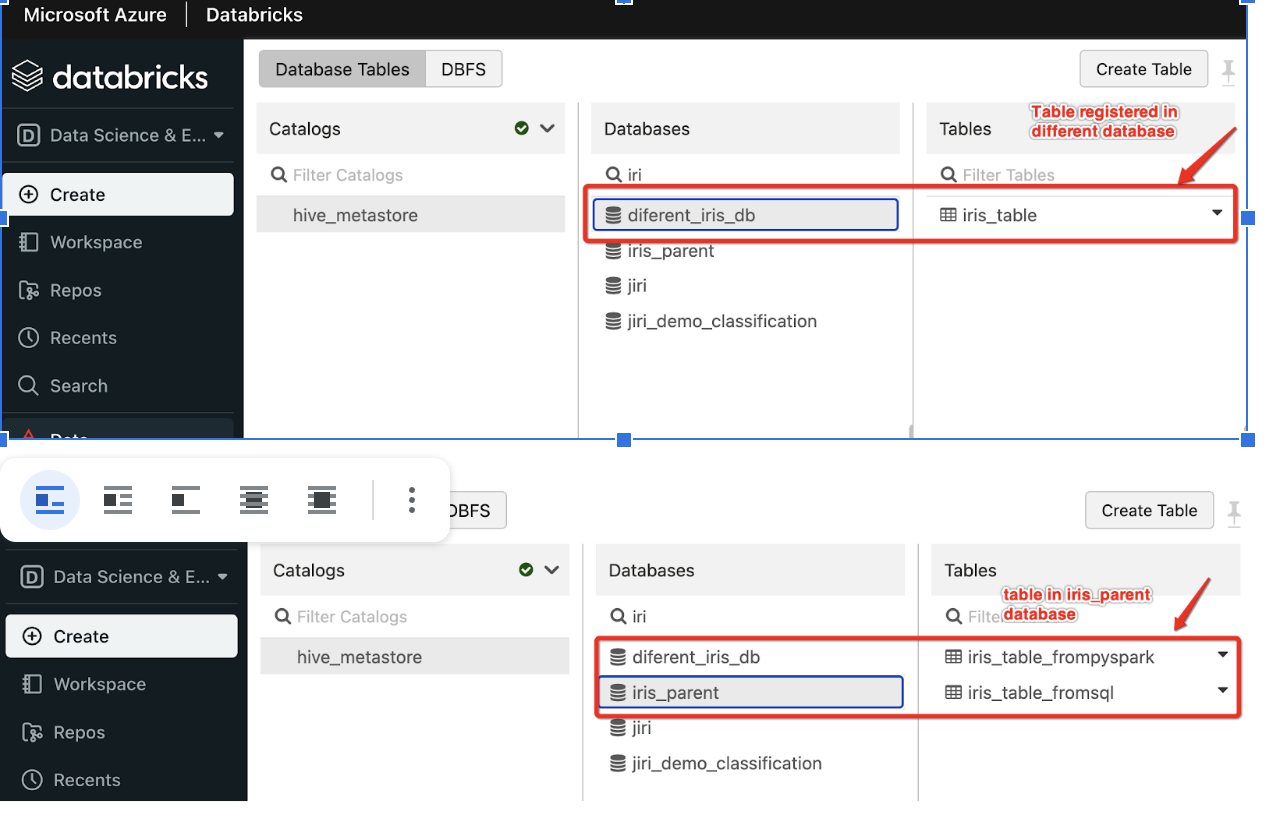 Microsoft Azure | Databricks
databricks
Database Tables DBFS
Create Table
D Data Science & E...
Catalogs
Databases
Tables
Table registered in
different database
Filter Catalogs
iri
Filter Tables
Create
hive_metastore
diferent_iris_db
iris_table
Workspace
iris_parent
Repos
jiri
jiri_demo_classification
Recents
Search
Data
DBFS
Create Table
D Data Science & E...
Catalogs
Databases
Tables
table in iris_parent
database
Filter Catalogs
iri
Create
hive_metastore
diferent_iris_db
iris_table_frompyspark
Workspace
iris_parent
iris_table_fromsql
Repos
jiri
jiri_demo_classification
Recents